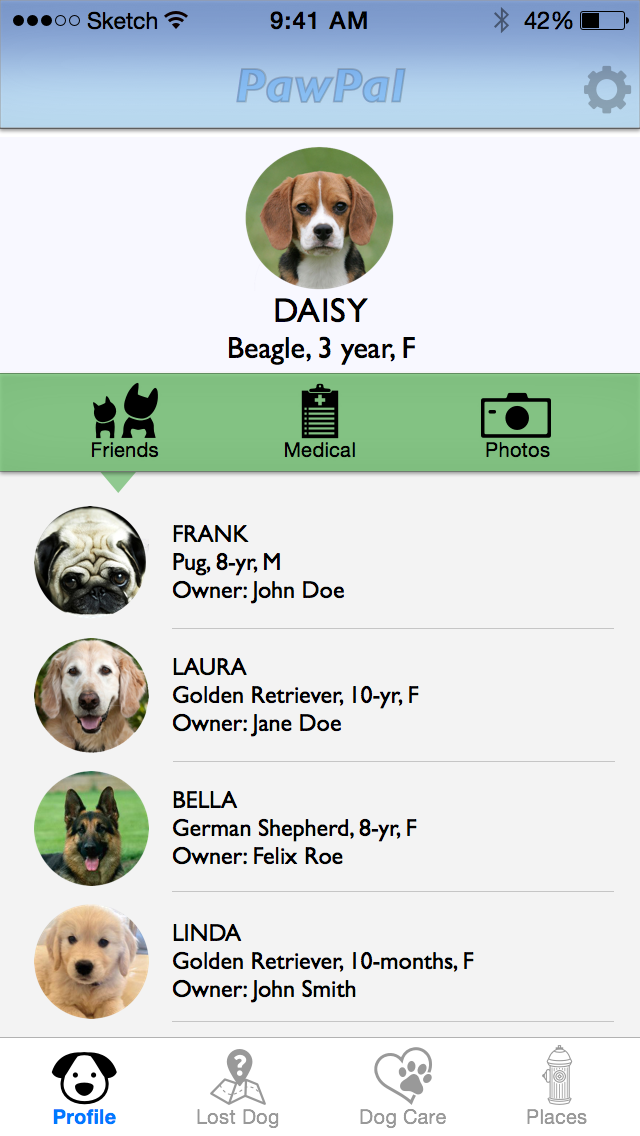 Sketch 9:41 AM 42%
PawPal
DAISY
Beagle, 3 year, F
Friends Medical Photos
FRANK
Pug, 8-yr, M
Owner: John Doe
LAURA
Golden Retriever, 10-yr, F
Owner: Jane Doe
BELLA
German Shepherd, 8-yr, F
Owner: Felix Roe
LINDA
Golden Retriever, 10-months, F
Owner: John Smith
?
Profile Lost Dog Dog Care Places